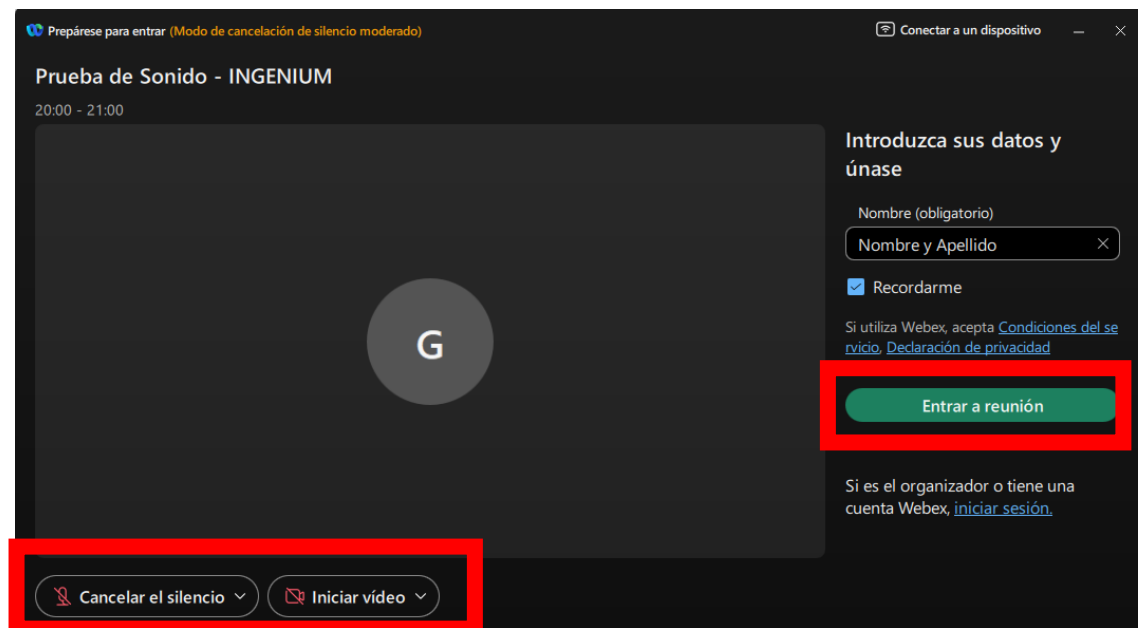 Prepárese para entrar (Modo de cancelación de silencio moderado)
Conectar a un dispositivo
Prueba de Sonido - INGENIUM
20:00 - 21:00
Introduzca sus datos y
únase
Nombre (obligatorio)
Nombre y Apellido
Recordarme
Si utiliza Webex, acepta Condiciones del se
rvicio, Declaración de privacidad
G
Entrar a reunión
Si es el organizador o tiene una
cuenta Webex, iniciar sesión.
Cancelar el silencio
Iniciar vídeo